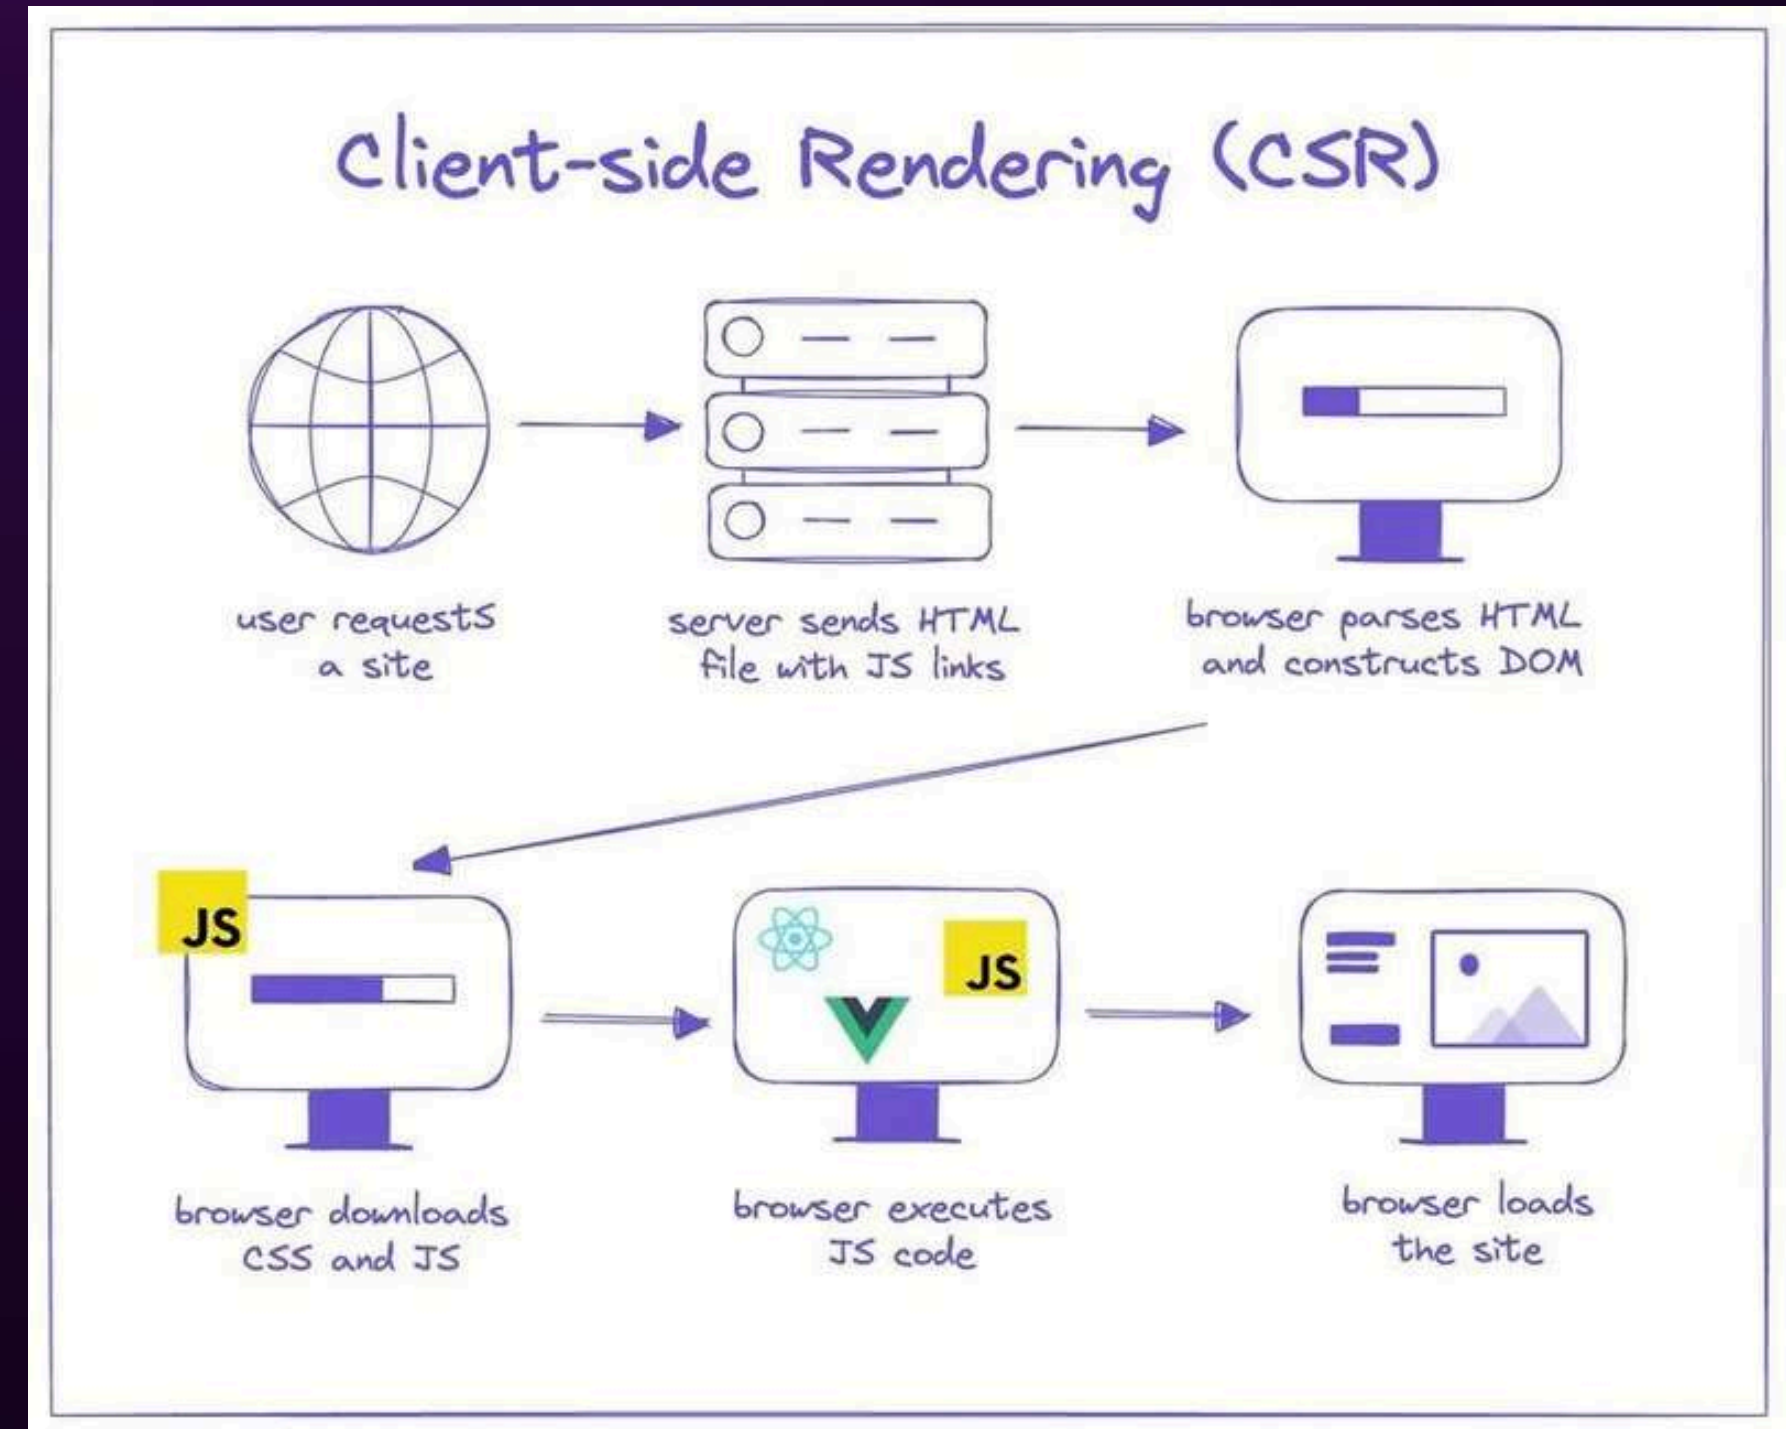 Client-side Rendering (CSR)
user requests
a site
server sends HTML
file with JS links
browser parses HTML
and constructs DOM
JS
JS
browser downloads
CSS and JS
browser executes
JS code
browser loads
the site